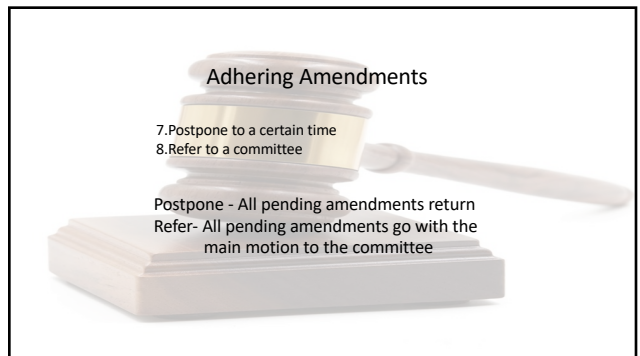 Adhering Amendments
7.Postpone to a certain time
8.Refer to a committee
Postpone - All pending amendments return
Refer- All pending amendments go with the
main motion to the committee